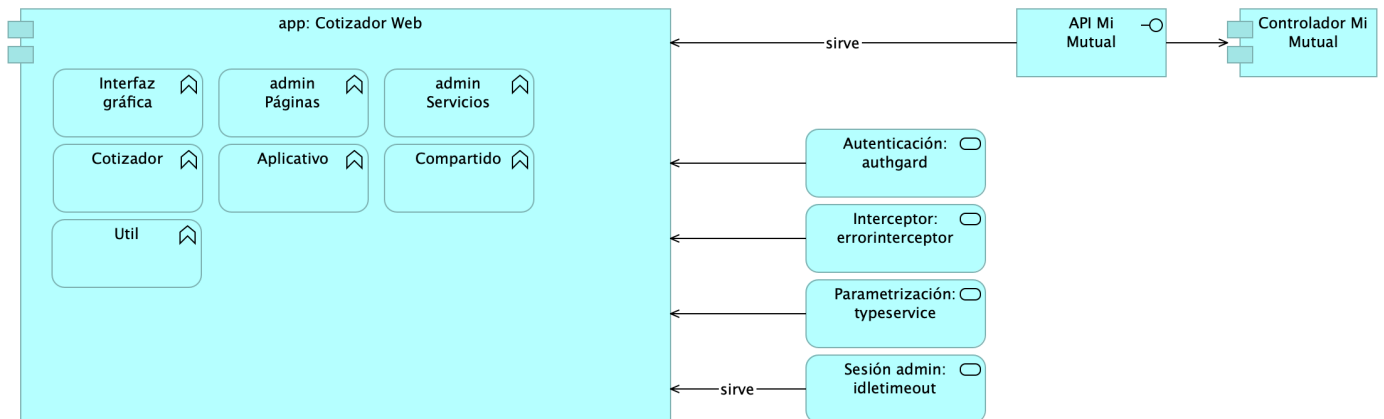 app: Cotizador Web
API Mi
Mutual
Controlador Mi
Mutual
sirve
Interfaz
gráfica
admin
Páginas
admin
Servicios
Cotizador
Aplicativo
Compartido
Util
Autenticación:
authgard
Interceptor:
errorinterceptor
Parametrización:
typeservice
Sesión admin:
idletimeout
sirve